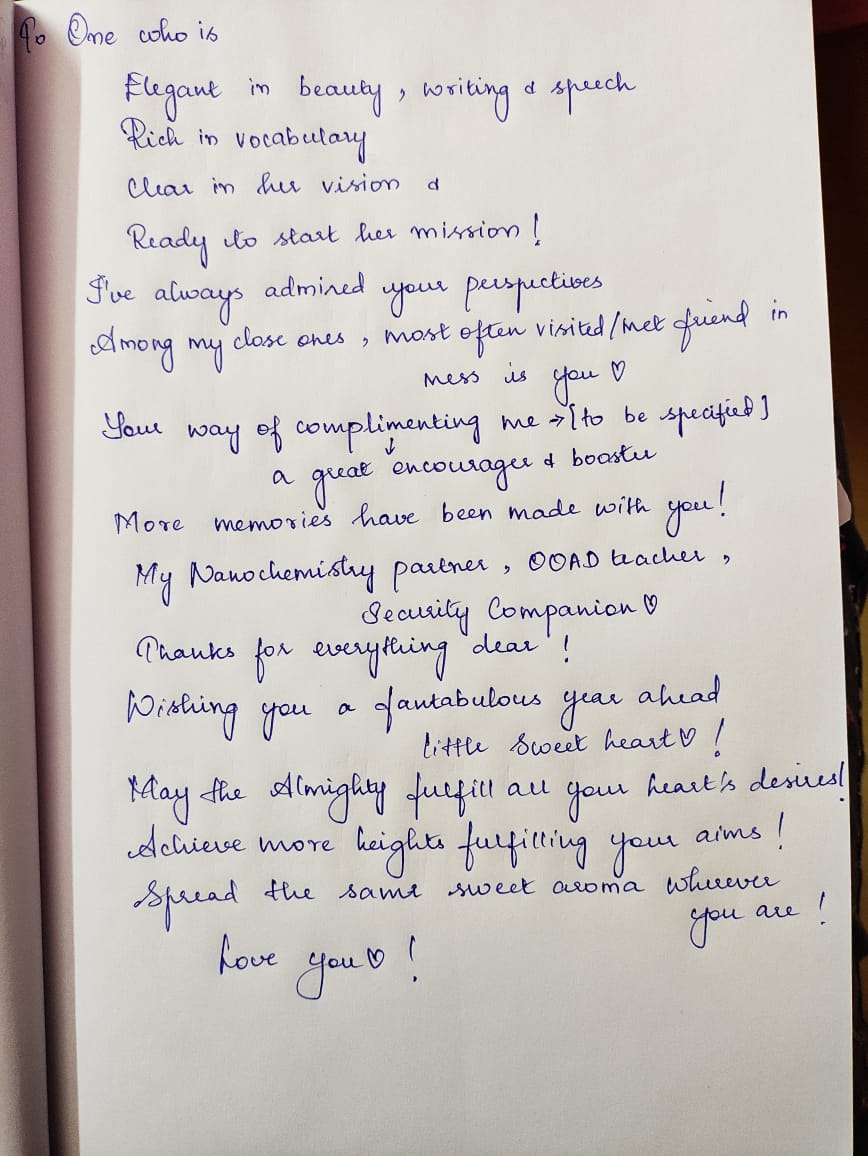 To One who is
Elegant in beauty, writing & speech
Rich in vocabulary
Clear in her vision &
Ready to start her mission!
I've always admired your perspectives
Among my close ones, most often visited/met friend in
mess is you ♡
Your way of complimenting me → [to be specified]
↓
a great encourager & booster
More memories have been made with you!
My Nanochemistry partner, OOAD teacher,
Security Companion ♡
Thanks for everything dear!
Wishing you a fantabulous year ahead
little sweet heart ♡!
May the Almighty fulfill all your heart's desires!
Achieve more heights fulfilling your aims!
Spread the same sweet aroma wherever
you are!
Love you ♡!